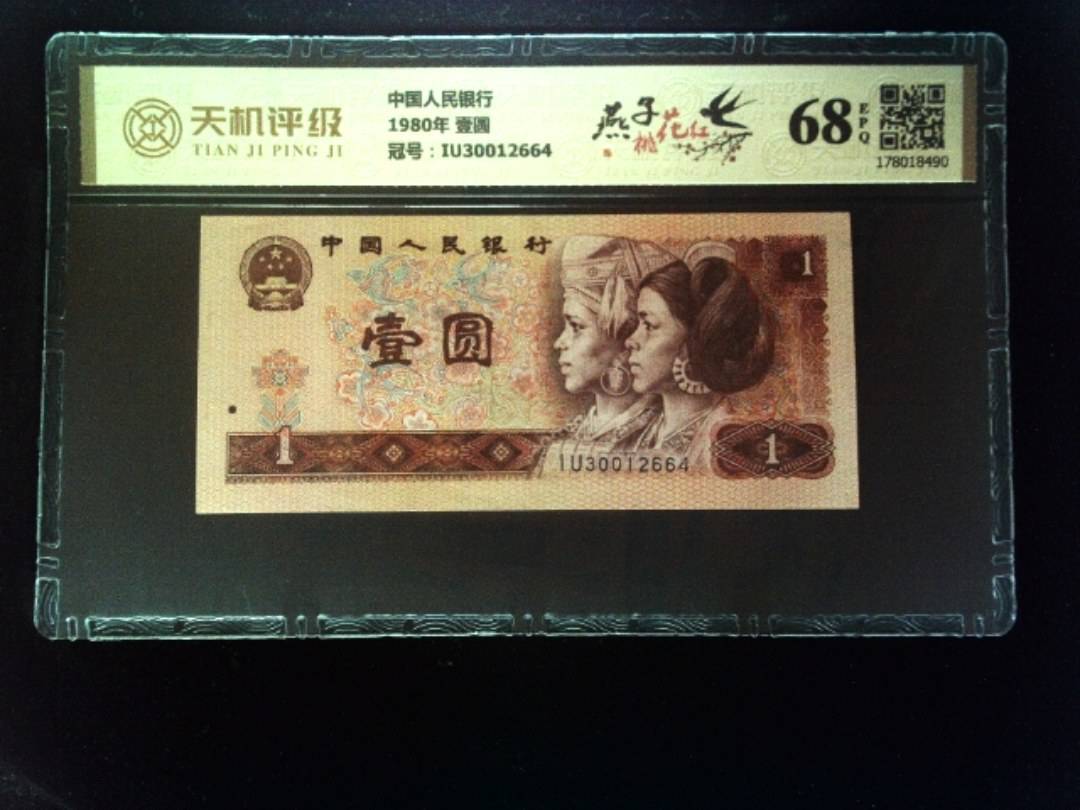 天机评级
TIAN JI PING JI
中国人民银行
1980年 壹圆
冠号：IU30012664
燕子
桃花红
68
EPQ
178018490
中国人民银行
1
壹圆
1
IU30012664
1